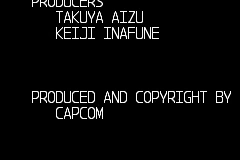 PRODUCERS
TAKUYA AIZU
KEIJI INAFUNE
PRODUCED AND COPYRIGHT BY
CAPCOM